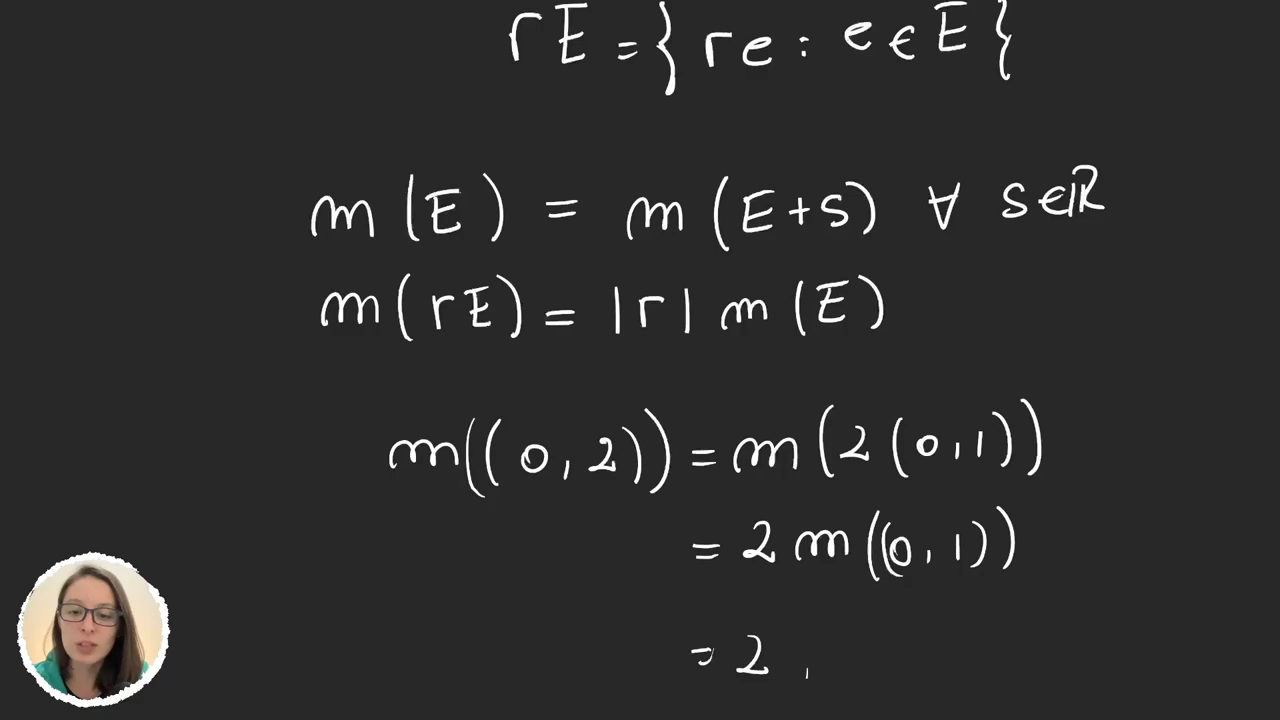 rE = { re : e ∈ E }
m(E) = m(E+s) ∀ s∈ℝ
m(rE) = |r| m(E)
m((0,2)) = m(2(0,1))
= 2 m((0,1))
= 2